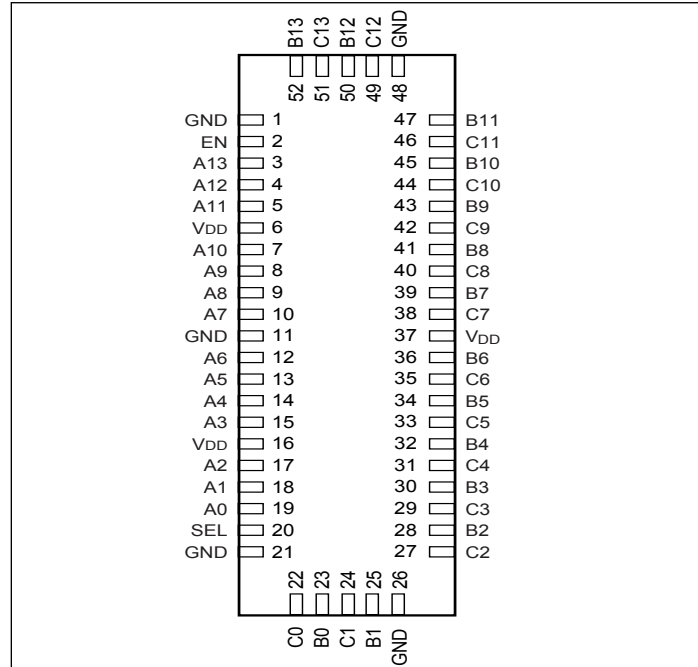 B13 C13 B12 C12 GND
52 51 50 49 48
GND 1 47 B11
EN 2 46 C11
A13 3 45 B10
A12 4 44 C10
A11 5 43 B9
VDD 6 42 C9
A10 7 41 B8
A9 8 40 C8
A8 9 39 B7
A7 10 38 C7
GND 11 37 VDD
A6 12 36 B6
A5 13 35 C6
A4 14 34 B5
A3 15 33 C5
VDD 16 32 B4
A2 17 31 C4
A1 18 30 B3
A0 19 29 C3
SEL 20 28 B2
GND 21 27 C2
22 23 24 25 26
C0 B0 C1 B1 GND